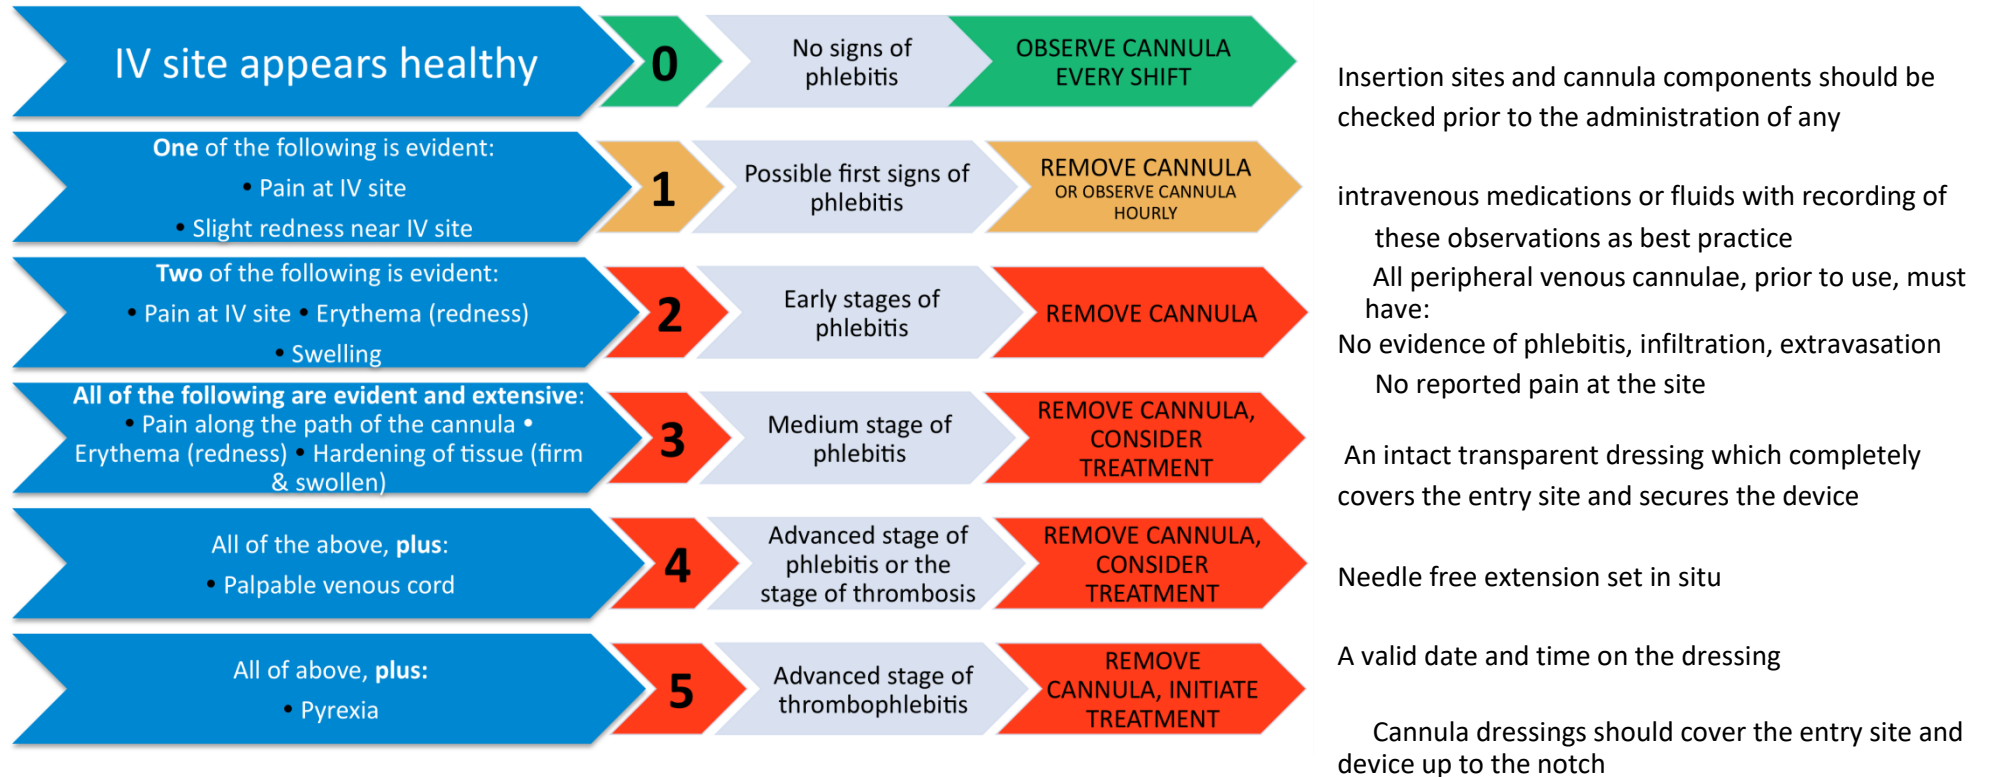 IV site appears healthy
0
No signs of
phlebitis
OBSERVE CANNULA
EVERY SHIFT
One of the following is evident:
• Pain at IV site
• Slight redness near IV site
1
Possible first signs of
phlebitis
REMOVE CANNULA
OR OBSERVE CANNULA
HOURLY
Two of the following is evident:
• Pain at IV site • Erythema (redness)
• Swelling
2
Early stages of
phlebitis
REMOVE CANNULA
All of the following are evident and extensive:
• Pain along the path of the cannula •
Erythema (redness) • Hardening of tissue (firm
& swollen)
3
Medium stage of
phlebitis
REMOVE CANNULA,
CONSIDER
TREATMENT
All of the above, plus:
• Palpable venous cord
4
Advanced stage of
phlebitis or the
stage of thrombosis
REMOVE CANNULA,
CONSIDER
TREATMENT
All of above, plus:
• Pyrexia
5
Advanced stage of
thrombophlebitis
REMOVE
CANNULA, INITIATE
TREATMENT
Insertion sites and cannula components should be
checked prior to the administration of any
intravenous medications or fluids with recording of
these observations as best practice
All peripheral venous cannulae, prior to use, must
have:
No evidence of phlebitis, infiltration, extravasation
No reported pain at the site
An intact transparent dressing which completely
covers the entry site and secures the device
Needle free extension set in situ
A valid date and time on the dressing
Cannula dressings should cover the entry site and
device up to the notch